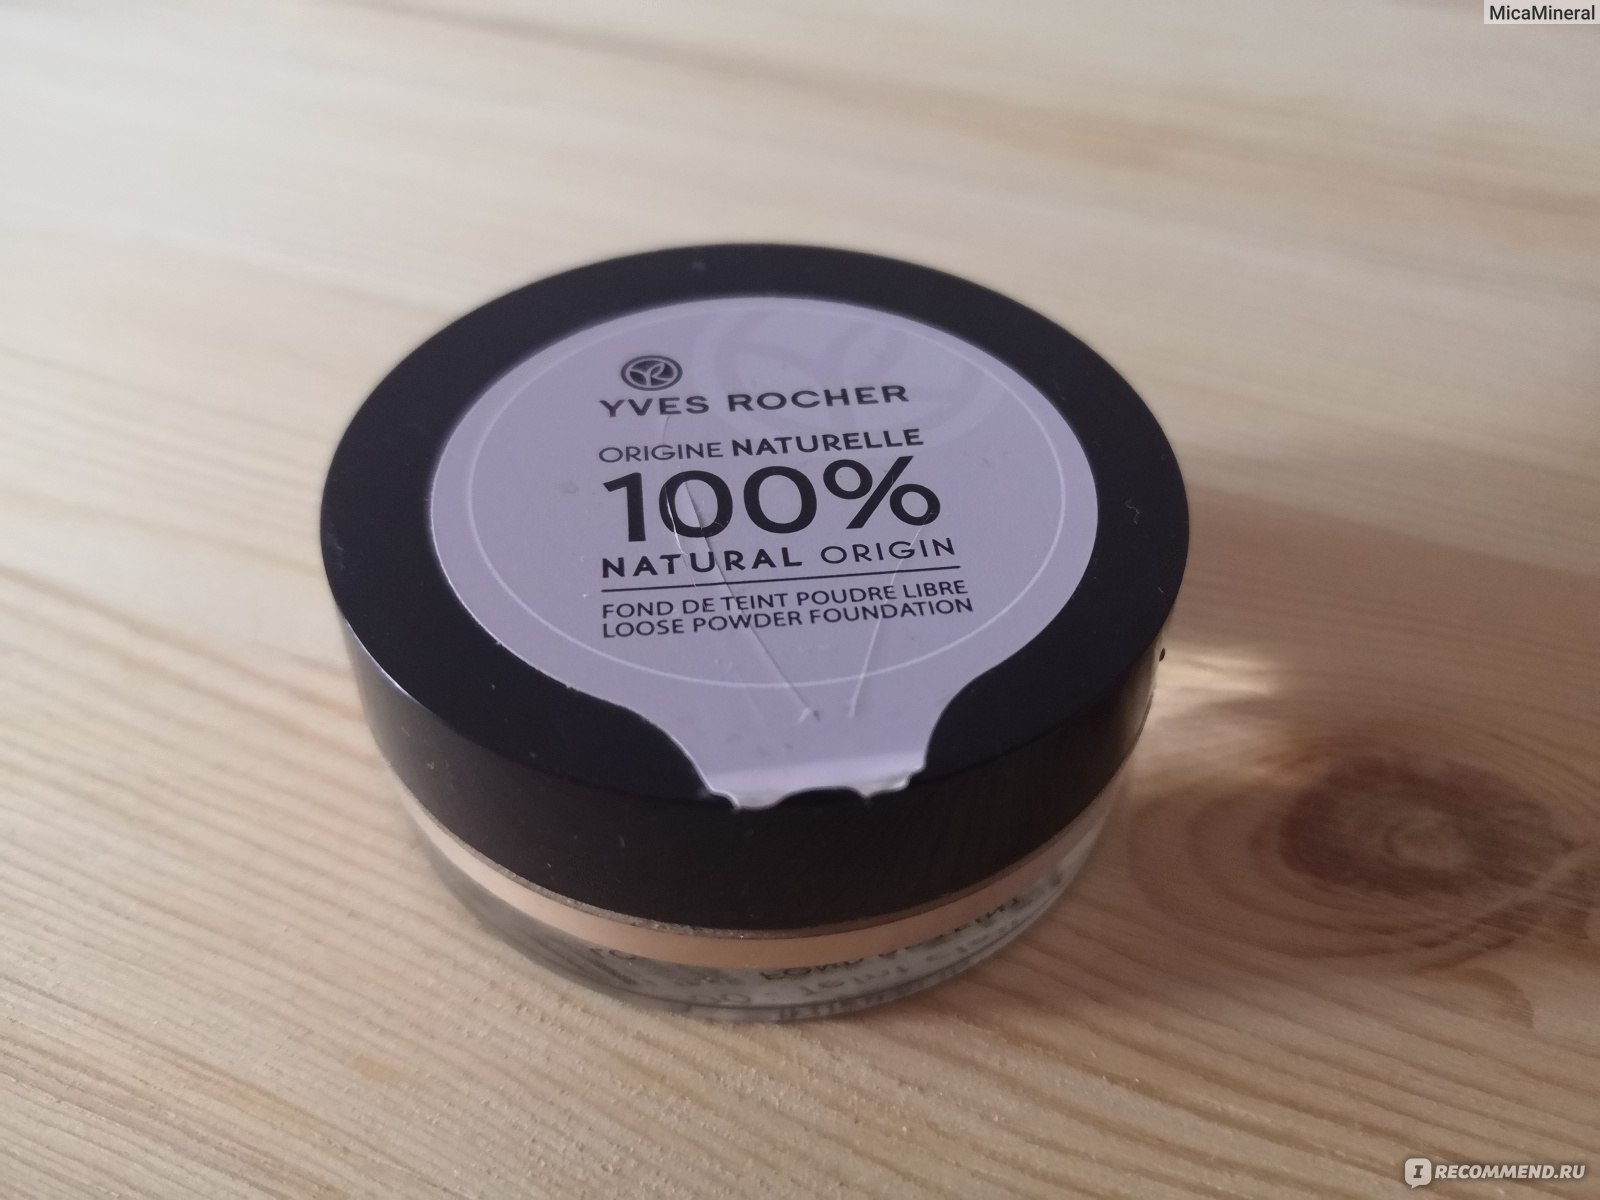 MicaMineral
YVES ROCHER
ORIGINE NATURELLE
100%
NATURAL ORIGIN
FOND DE TEINT POUDRE LIBRE
LOOSE POWDER FOUNDATION
I RECOMMEND.RU